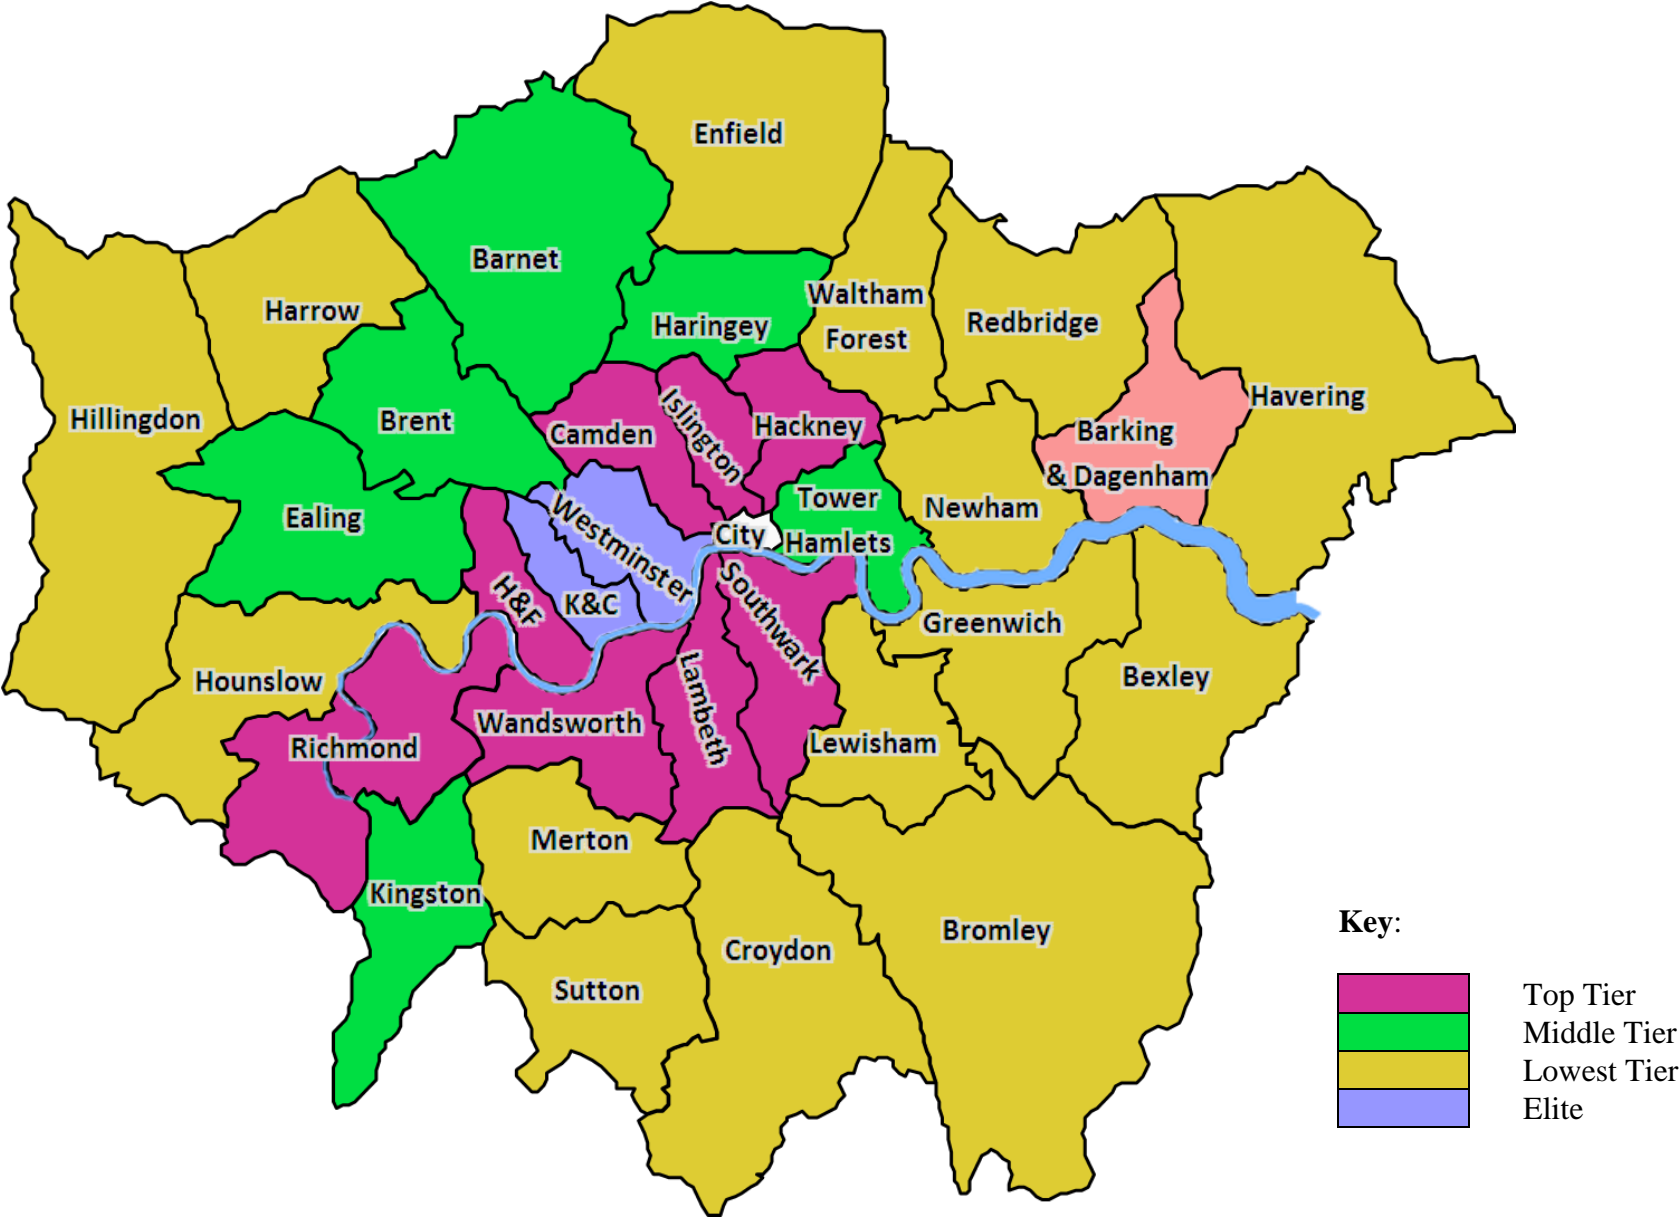 Enfield
Barnet
Harrow
Haringey
Waltham
Forest
Redbridge
Havering
Hillingdon
Brent
Camden
Islington
Hackney
Barking
& Dagenham
Ealing
Westminster
City
Tower
Hamlets
Newham
H&F
K&C
Southwark
Greenwich
Hounslow
Richmond
Wandsworth
Lambeth
Lewisham
Bexley
Merton
Kingston
Sutton
Croydon
Bromley
Key:
Top Tier
Middle Tier
Lowest Tier
Elite